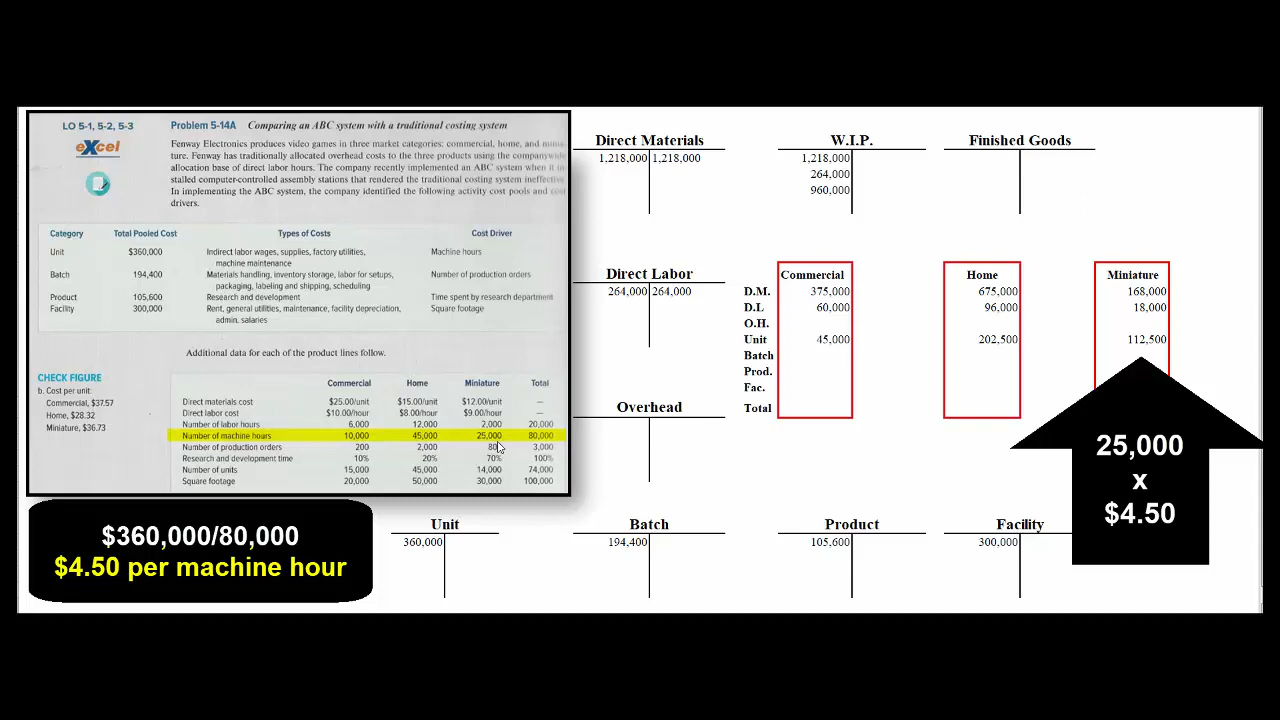 LO 5-1, 5-2, 5-3
eXcel
Problem 5-14A Comparing an ABC system with a traditional costing system
Fenway Electronics produces video games in three market categories: commercial, home, and minia-
ture. Fenway has traditionally allocated overhead costs to the three products using the companywide
allocation base of direct labor hours. The company recently implemented an ABC system when it in-
stalled computer-controlled assembly stations that rendered the traditional costing system ineffective.
In implementing the ABC system, the company identified the following activity cost pools and cost
drivers.
Category Total Pooled Cost Types of Costs Cost Driver
Unit $360,000 Indirect labor wages, supplies, factory utilities, Machine hours
machine maintenance
Batch 194,400 Materials handling, inventory storage, labor for setups, Number of production orders
packaging, labeling and shipping, scheduling
Product 105,600 Research and development Time spent by research department
Facility 300,000 Rent, general utilities, maintenance, facility depreciation, Square footage
admin. salaries
Additional data for each of the product lines follow.
CHECK FIGURE
b. Cost per unit:
Commercial, $37.57
Home, $28.32
Miniature, $36.73
Commercial Home Miniature Total
Direct materials cost $25.00/unit $15.00/unit $12.00/unit —
Direct labor cost $10.00/hour $8.00/hour $9.00/hour —
Number of labor hours 6,000 12,000 2,000 20,000
Number of machine hours 10,000 45,000 25,000 80,000
Number of production orders 200 2,000 3,000
Research and development time 10% 20% 70% 100%
Number of units 15,000 45,000 14,000 74,000
Square footage 20,000 50,000 30,000 100,000
$360,000/80,000
$4.50 per machine hour
Direct Materials
1,218,000 1,218,000
W.I.P.
1,218,000
264,000
960,000
Finished Goods
Direct Labor
264,000 264,000
Commercial Home Miniature
D.M. 375,000 675,000 168,000
D.L 60,000 96,000 18,000
O.H.
Unit 45,000 202,500 112,500
Batch
Prod.
Fac.
Total
Overhead
25,000
x
$4.50
Unit
360,000
Batch
194,400
Product
105,600
Facility
300,000